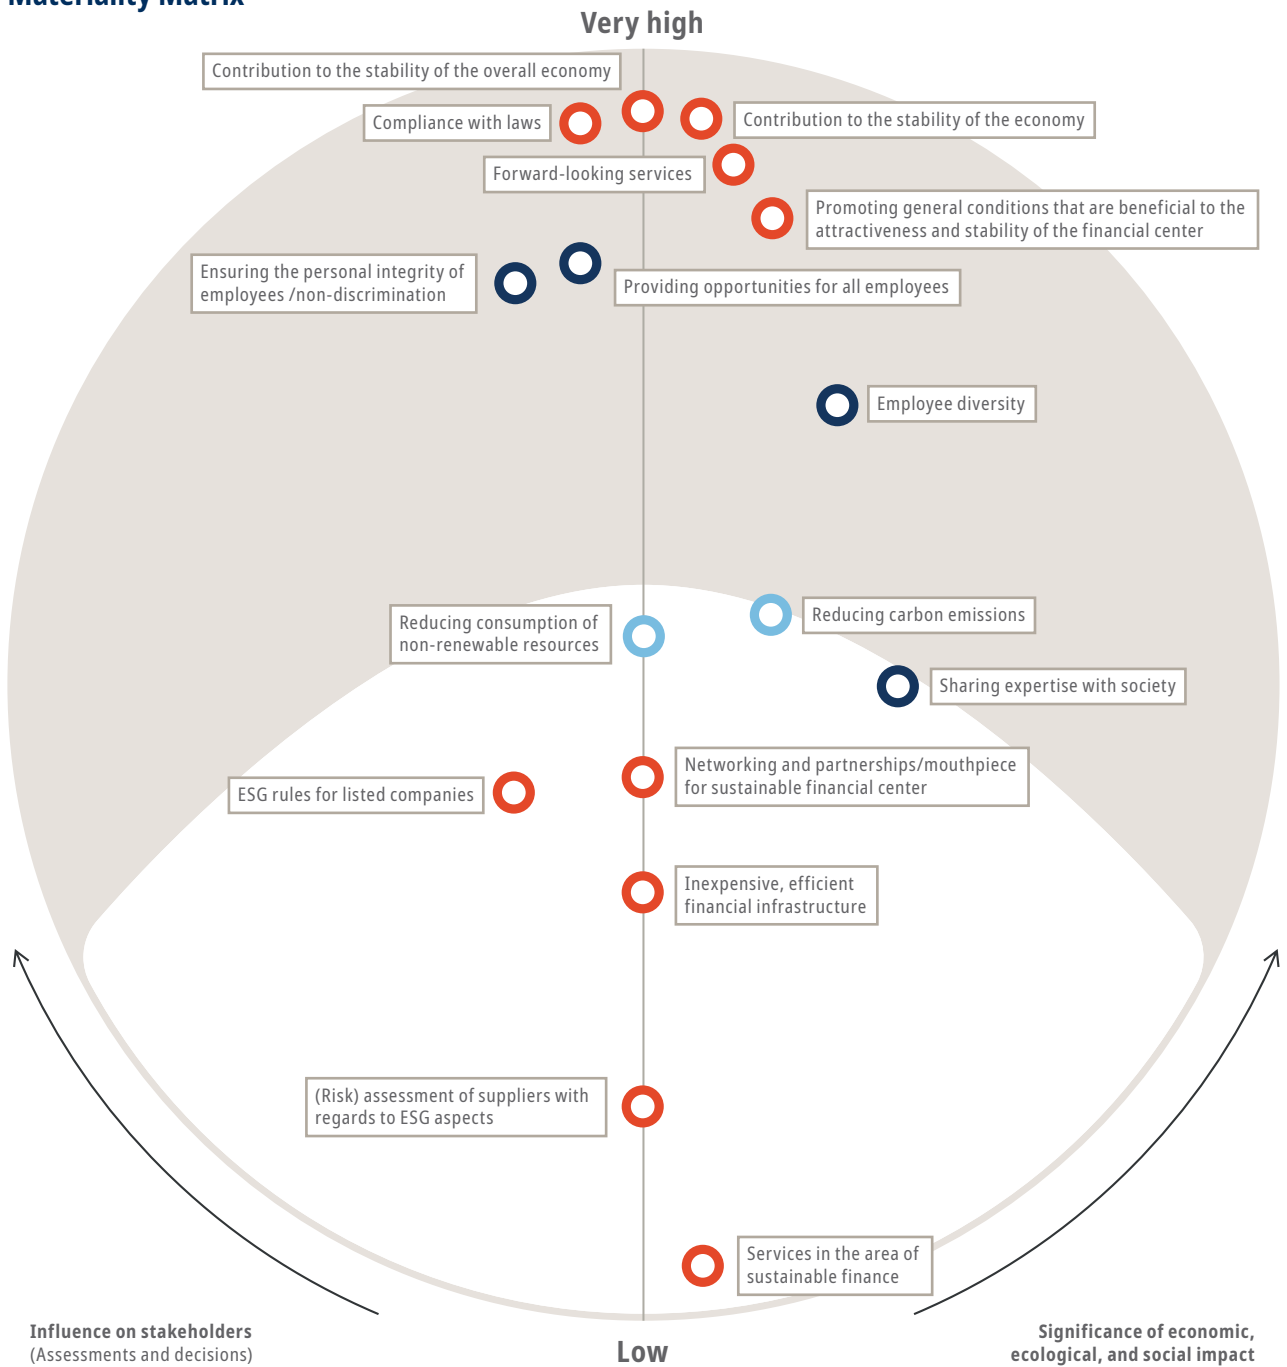 Materiality Matrix
Very high
Contribution to the stability of the overall economy
Compliance with laws
Contribution to the stability of the economy
Forward-looking services
Promoting general conditions that are beneficial to the
attractiveness and stability of the financial center
Ensuring the personal integrity of
employees /non-discrimination
Providing opportunities for all employees
Employee diversity
Reducing consumption of
non-renewable resources
Reducing carbon emissions
Sharing expertise with society
Networking and partnerships/mouthpiece
for sustainable financial center
ESG rules for listed companies
Inexpensive, efficient
financial infrastructure
(Risk) assessment of suppliers with
regards to ESG aspects
Services in the area of
sustainable finance
Influence on stakeholders
(Assessments and decisions)
Low
Significance of economic,
ecological, and social impact